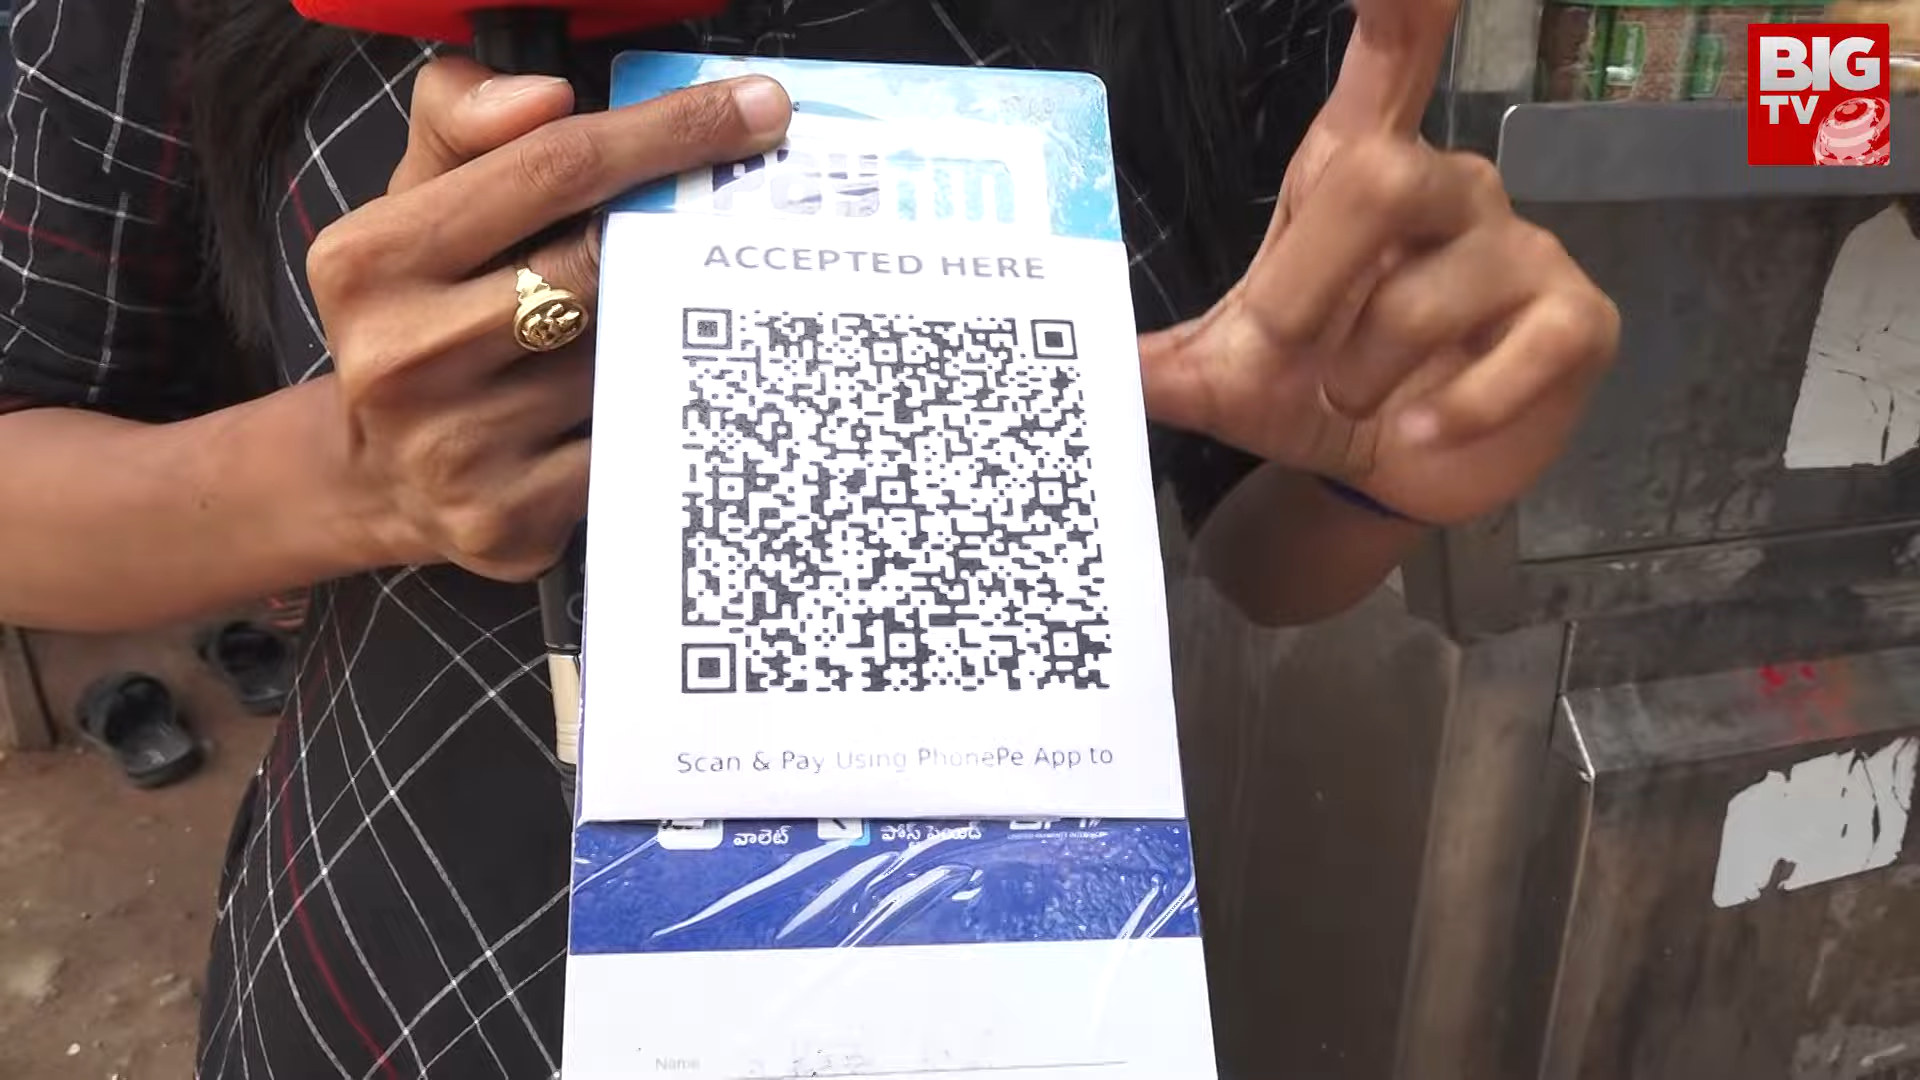 BIG
TV
paytm
ACCEPTED HERE
Scan & Pay Using PhonePe App to
వాలెట్
Name